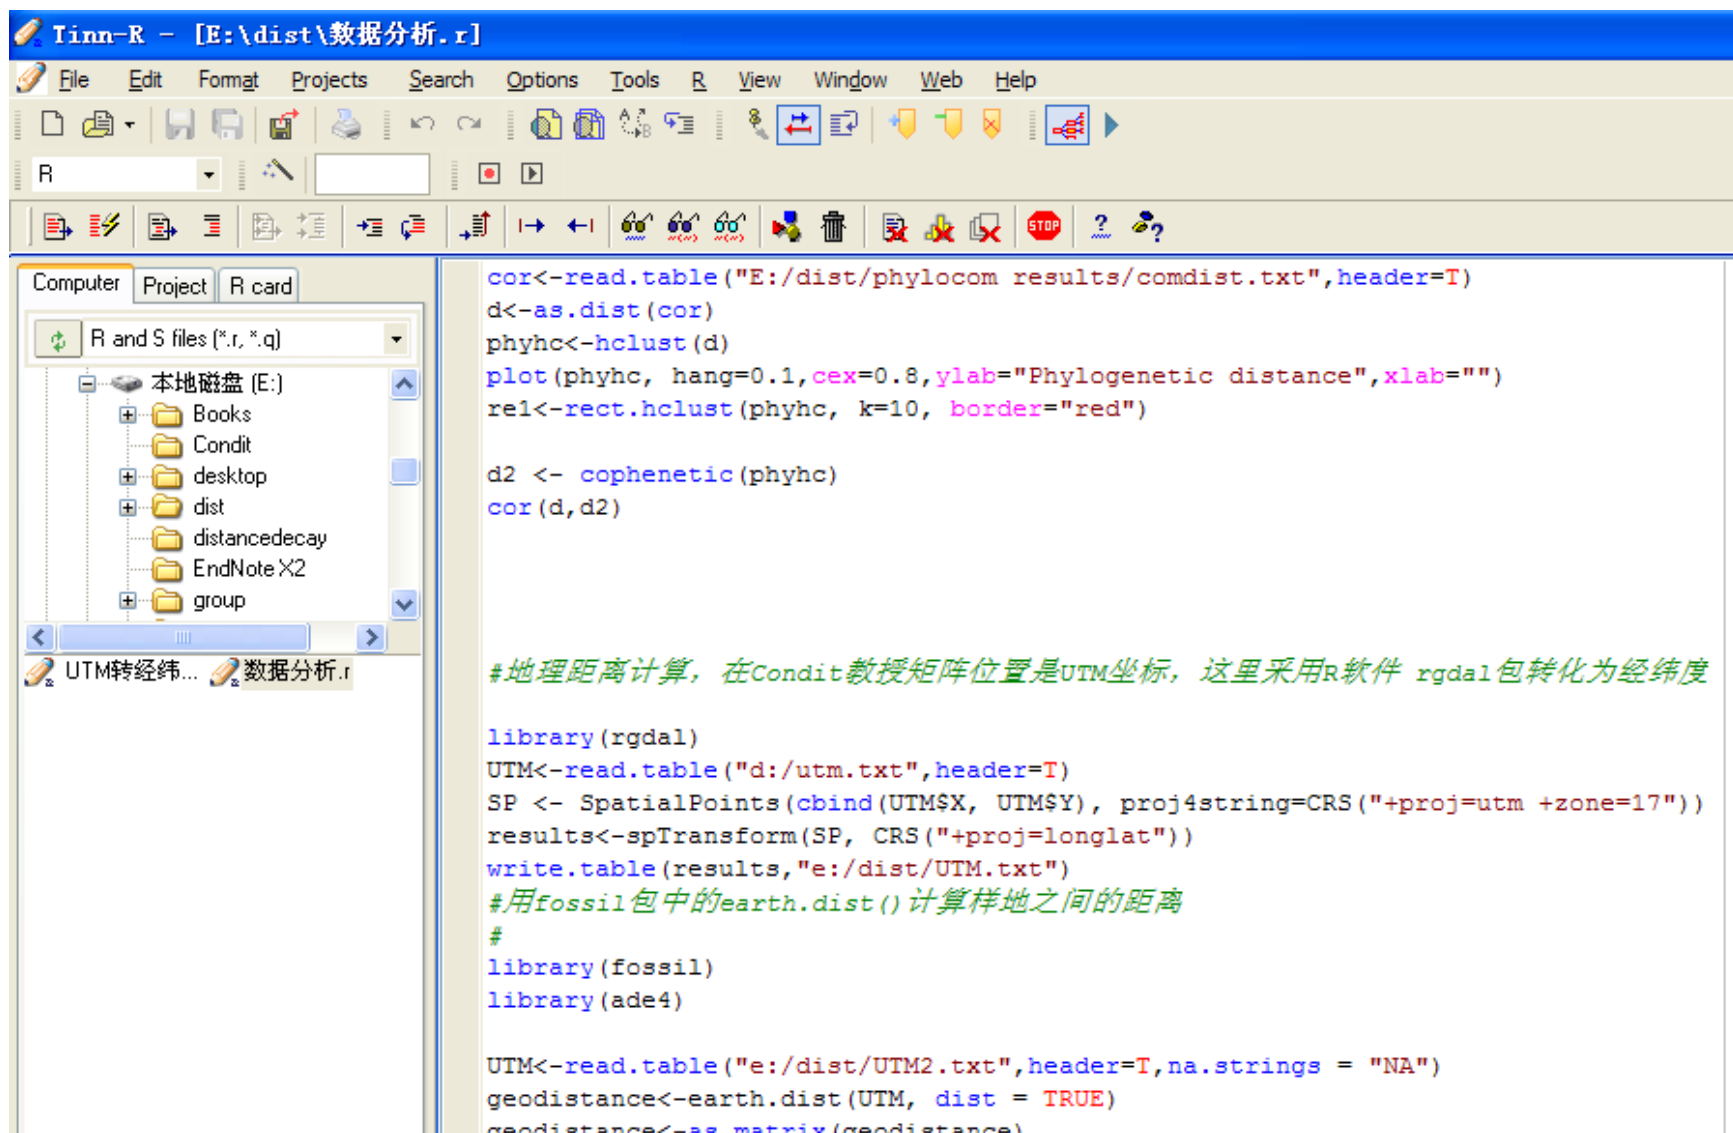 Tinn-R - [E:\dist\数据分析.r]
File Edit Format Projects Search Options Tools R View Window Web Help
R
Computer Project R card
R and S files (*.r, *.q)
本地磁盘 (E:)
Books
Condit
desktop
dist
distancedecay
EndNote X2
group
UTM转经纬... 数据分析.r
cor<-read.table("E:/dist/phylocom results/comdist.txt",header=T)
d<-as.dist(cor)
phyhc<-hclust(d)
plot(phyhc, hang=0.1,cex=0.8,ylab="Phylogenetic distance",xlab="")
re1<-rect.hclust(phyhc, k=10, border="red")
d2 <- cophenetic(phyhc)
cor(d,d2)
#地理距离计算，在Condit教授矩阵位置是UTM坐标，这里采用R软件 rgdal包转化为经纬度
library(rgdal)
UTM<-read.table("d:/utm.txt",header=T)
SP <- SpatialPoints(cbind(UTM$X, UTM$Y), proj4string=CRS("+proj=utm +zone=17"))
results<-spTransform(SP, CRS("+proj=longlat"))
write.table(results,"e:/dist/UTM.txt")
#用fossil包中的earth.dist()计算样地之间的距离
#
library(fossil)
library(ade4)
UTM<-read.table("e:/dist/UTM2.txt",header=T,na.strings = "NA")
geodistance<-earth.dist(UTM, dist = TRUE)
geodistance<-as.matrix(geodistance)